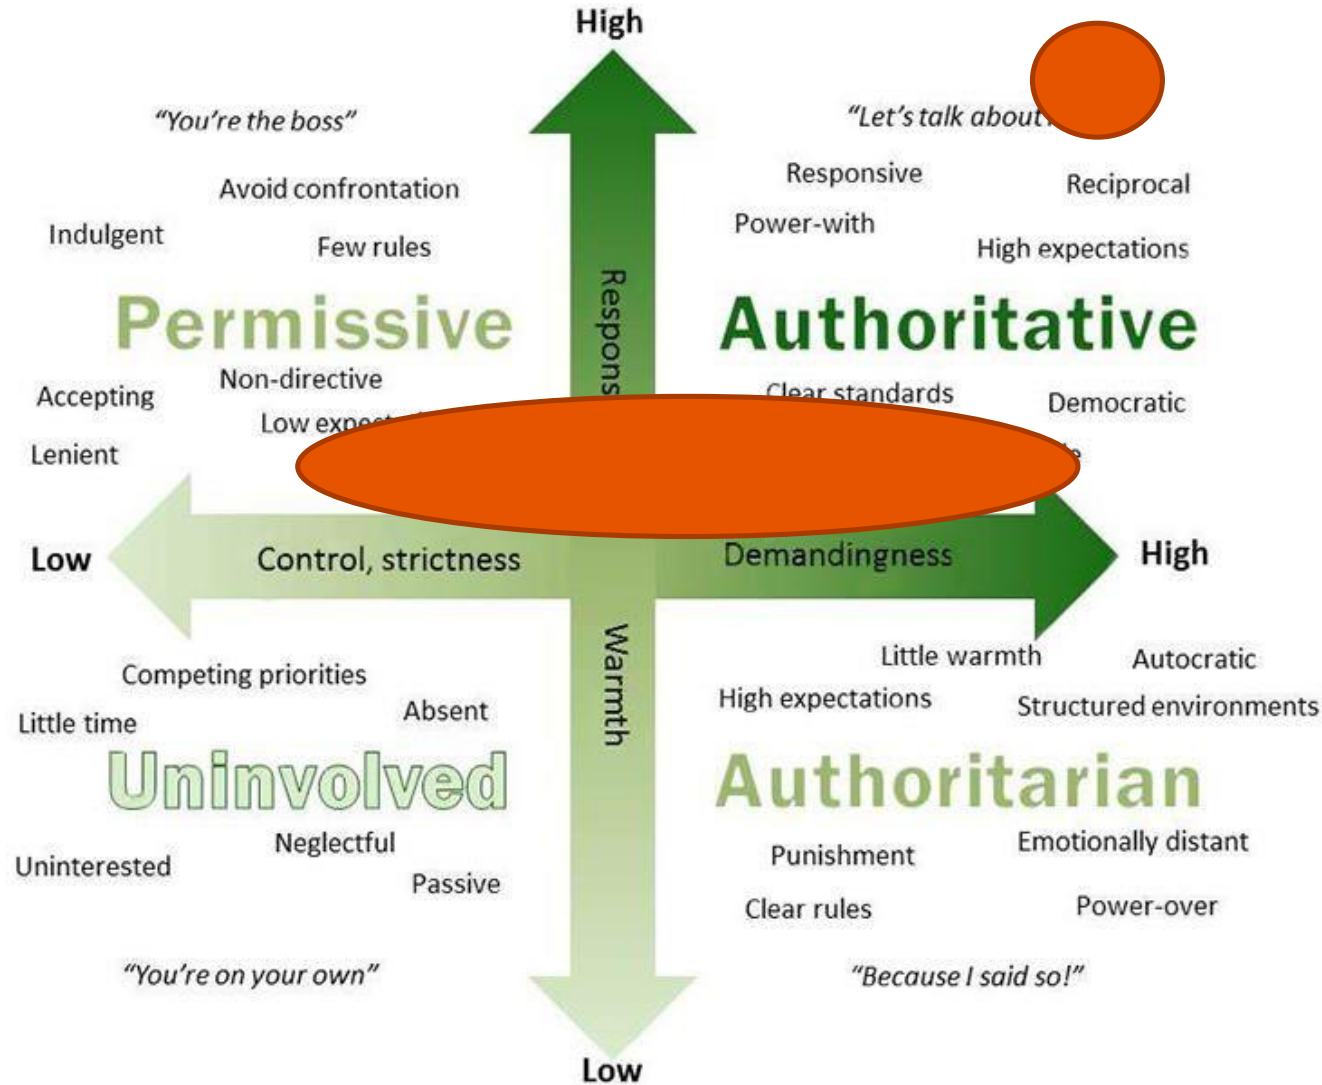 High
“You’re the boss”
Avoid confrontation
Indulgent
Few rules
Permissive
Accepting
Non-directive
Low
Lenient
“Let’s talk about
Responsive
Reciprocal
Power-with
High expectations
Authoritative
Clear standards
Democratic
Low
Control, strictness
Demandingness
High
Warmth
Competing priorities
Little time
Absent
Uninvolved
Neglectful
Uninterested
Passive
“You’re on your own”
Little warmth
Autocratic
High expectations
Structured environments
Authoritarian
Punishment
Emotionally distant
Clear rules
Power-over
“Because I said so!”
Low